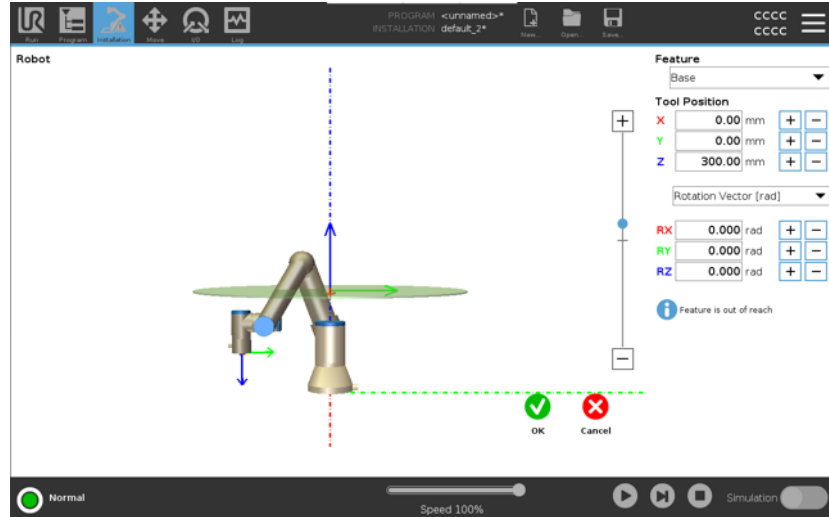 UR
Run
Program
Installation
Move
I/O
Log
PROGRAM <unnamed>*
INSTALLATION default_2*
New...
Open...
Save...
cccc
cccc
Robot
Feature
Base
Tool Position
X 0.00 mm + −
Y 0.00 mm + −
Z 300.00 mm + −
Rotation Vector [rad]
RX 0.000 rad + −
RY 0.000 rad + −
RZ 0.000 rad + −
i Feature is out of reach
+
−
OK
Cancel
Normal
Speed 100%
Simulation